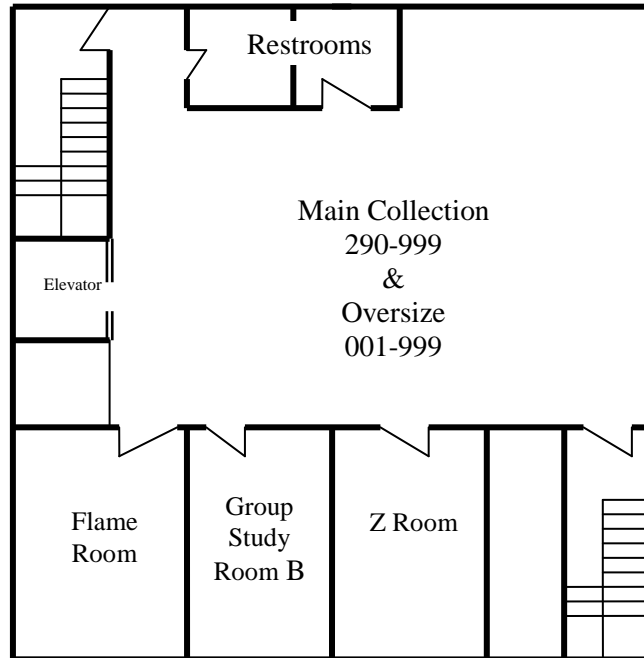 Restrooms
Main Collection
290-999
&
Oversize
001-999
Elevator
Flame
Room
Group
Study
Room B
Z Room